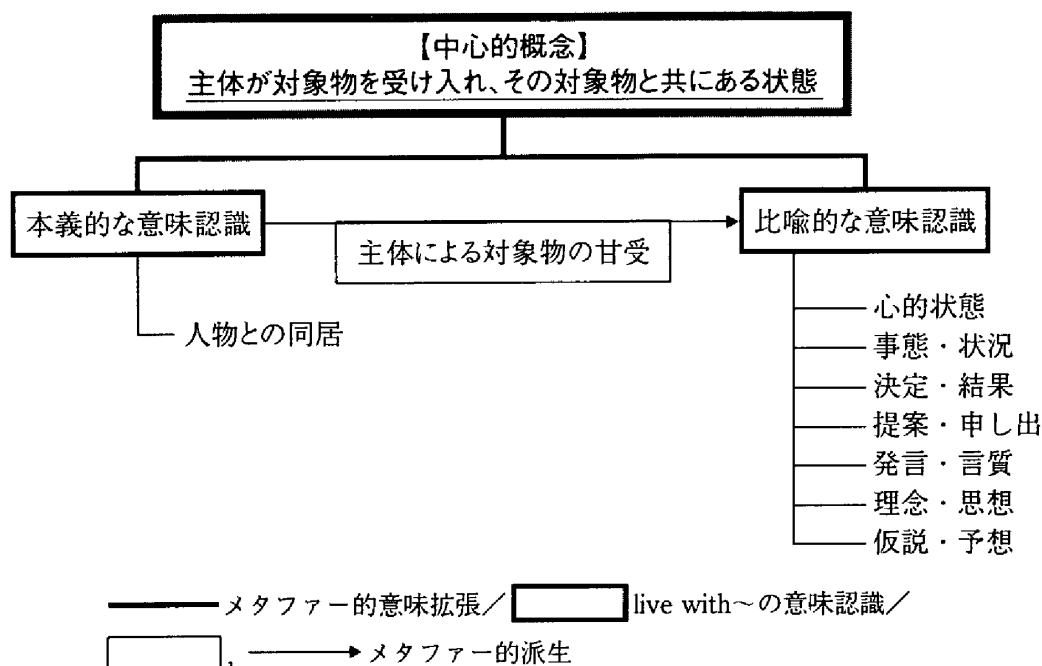 【中心的概念】
主体が対象物を受け入れ、その対象物と共にある状態
本義的な意味認識
主体による対象物の甘受
比喩的な意味認識
人物との同居
心的状態
事態・状況
決定・結果
提案・申し出
発言・言質
理念・思想
仮説・予想
メタファー的意味拡張／ live with～の意味認識／
, メタファー的派生